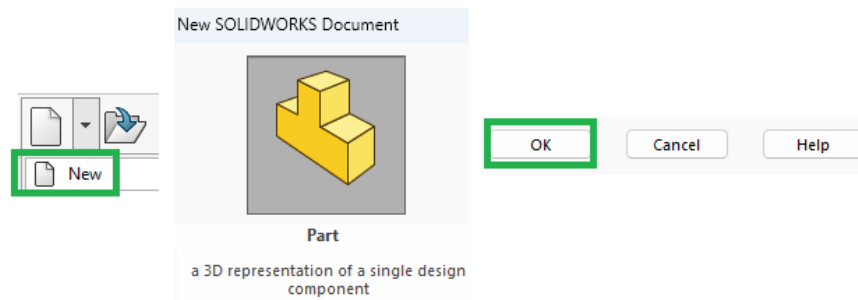 New
New SOLIDWORKS Document
Part
a 3D representation of a single design
component
OK
Cancel
Help